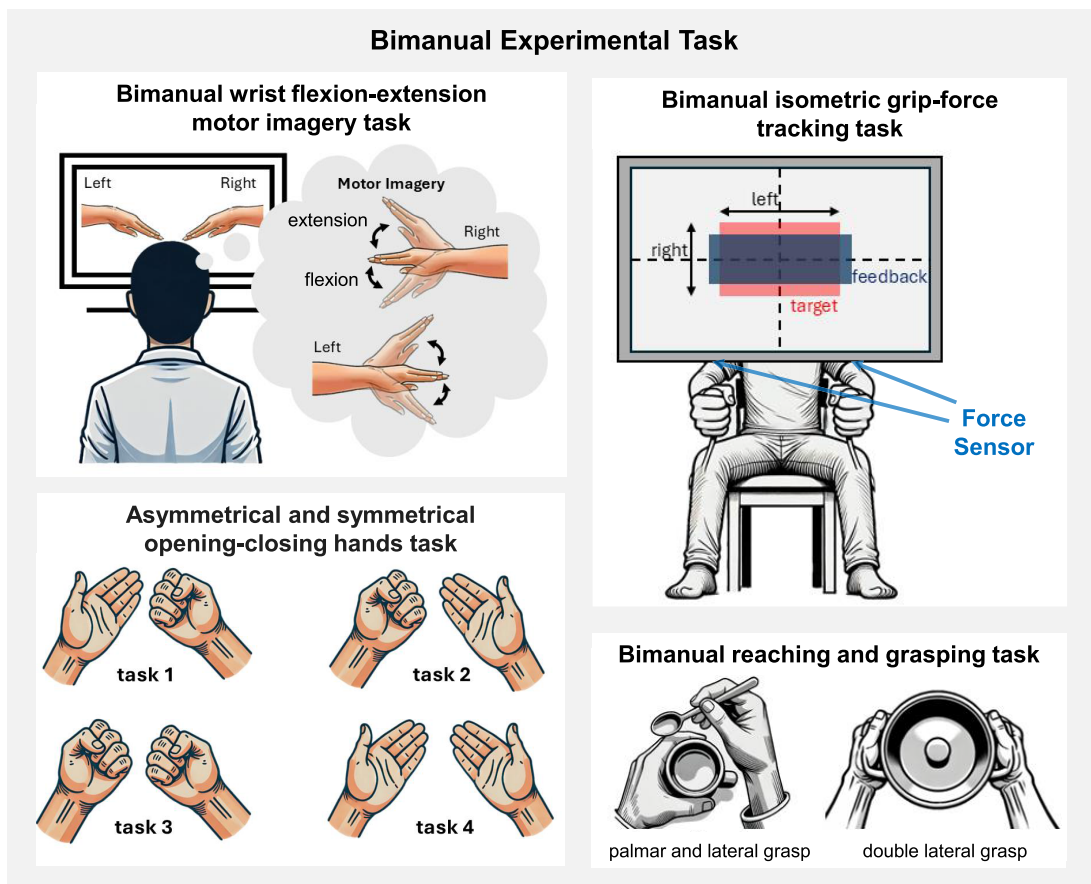 Bimanual Experimental Task
Bimanual wrist flexion-extension
motor imagery task
Left
Right
Motor Imagery
extension
Right
flexion
Left
Bimanual isometric grip-force
tracking task
left
right
feedback
target
Force
Sensor
Asymmetrical and symmetrical
opening-closing hands task
task 1
task 2
task 3
task 4
Bimanual reaching and grasping task
palmar and lateral grasp
double lateral grasp